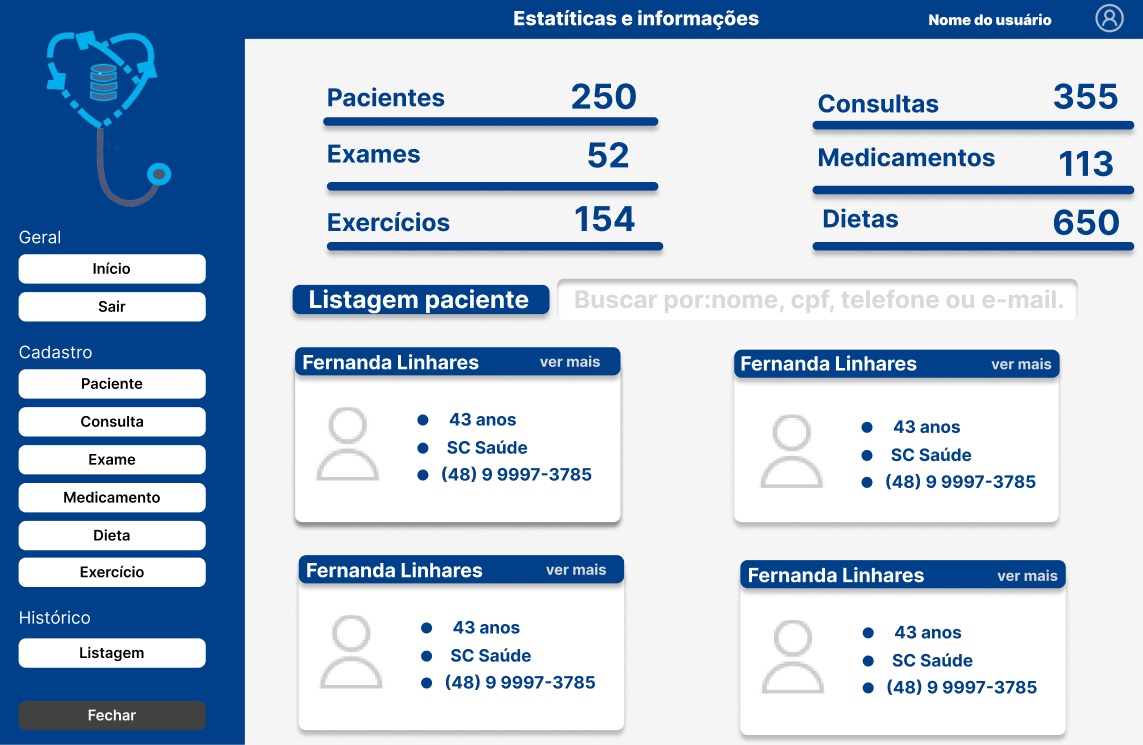 Estatíticas e informações
Nome do usuário
Geral
Início
Sair
Cadastro
Paciente
Consulta
Exame
Medicamento
Dieta
Exercício
Histórico
Listagem
Fechar
Pacientes 250
Exames 52
Exercícios 154
Consultas 355
Medicamentos 113
Dietas 650
Listagem paciente
Buscar por:nome, cpf, telefone ou e-mail.
Fernanda Linhares ver mais
43 anos
SC Saúde
(48) 9 9997-3785
Fernanda Linhares ver mais
43 anos
SC Saúde
(48) 9 9997-3785
Fernanda Linhares ver mais
43 anos
SC Saúde
(48) 9 9997-3785
Fernanda Linhares ver mais
43 anos
SC Saúde
(48) 9 9997-3785